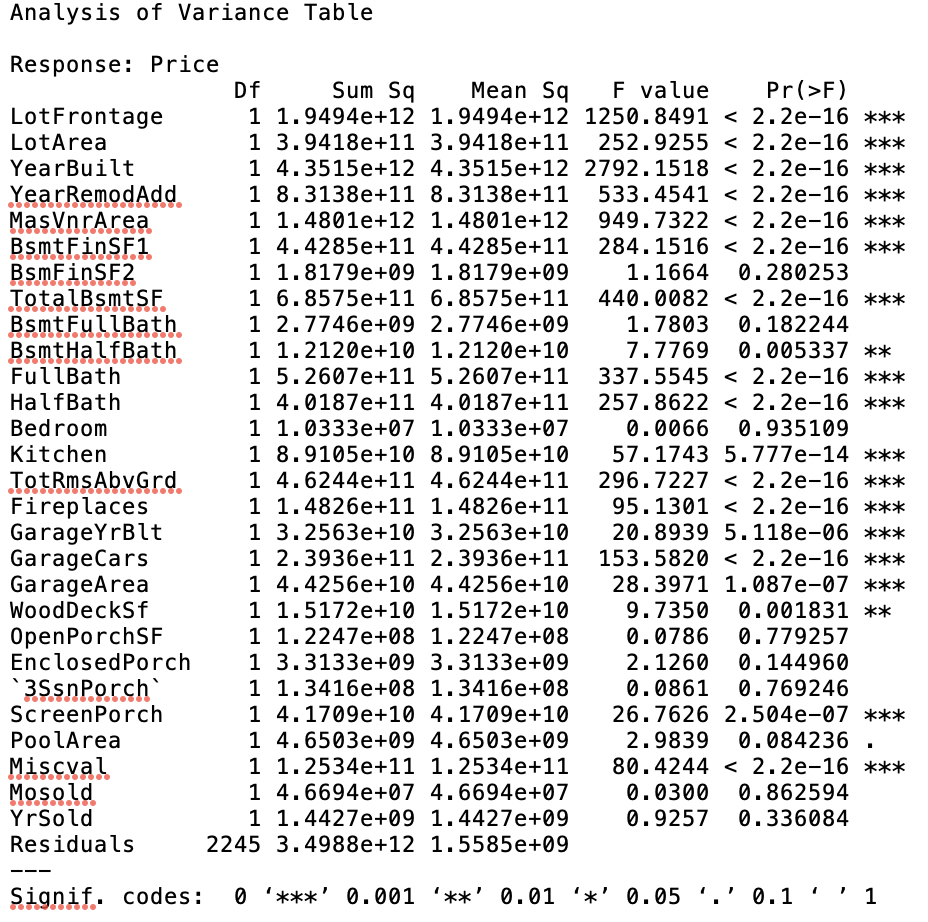 Analysis of Variance Table
Response: Price
Df Sum Sq Mean Sq F value Pr(>F)
LotFrontage 1 1.9494e+12 1.9494e+12 1250.8491 < 2.2e-16 ***
LotArea 1 3.9418e+11 3.9418e+11 252.9255 < 2.2e-16 ***
YearBuilt 1 4.3515e+12 4.3515e+12 2792.1518 < 2.2e-16 ***
YearRemodAdd 1 8.3138e+11 8.3138e+11 533.4541 < 2.2e-16 ***
MasVnrArea 1 1.4801e+12 1.4801e+12 949.7322 < 2.2e-16 ***
BsmtFinSF1 1 4.4285e+11 4.4285e+11 284.1516 < 2.2e-16 ***
BsmFinSF2 1 1.8179e+09 1.8179e+09 1.1664 0.280253
TotalBsmtSF 1 6.8575e+11 6.8575e+11 440.0082 < 2.2e-16 ***
BsmtFullBath 1 2.7746e+09 2.7746e+09 1.7803 0.182244
BsmtHalfBath 1 1.2120e+10 1.2120e+10 7.7769 0.005337 **
FullBath 1 5.2607e+11 5.2607e+11 337.5545 < 2.2e-16 ***
HalfBath 1 4.0187e+11 4.0187e+11 257.8622 < 2.2e-16 ***
Bedroom 1 1.0333e+07 1.0333e+07 0.0066 0.935109
Kitchen 1 8.9105e+10 8.9105e+10 57.1743 5.777e-14 ***
TotRmsAbvGrd 1 4.6244e+11 4.6244e+11 296.7227 < 2.2e-16 ***
Fireplaces 1 1.4826e+11 1.4826e+11 95.1301 < 2.2e-16 ***
GarageYrBlt 1 3.2563e+10 3.2563e+10 20.8939 5.118e-06 ***
GarageCars 1 2.3936e+11 2.3936e+11 153.5820 < 2.2e-16 ***
GarageArea 1 4.4256e+10 4.4256e+10 28.3971 1.087e-07 ***
WoodDeckSf 1 1.5172e+10 1.5172e+10 9.7350 0.001831 **
OpenPorchSF 1 1.2247e+08 1.2247e+08 0.0786 0.779257
EnclosedPorch 1 3.3133e+09 3.3133e+09 2.1260 0.144960
`3SsnPorch` 1 1.3416e+08 1.3416e+08 0.0861 0.769246
ScreenPorch 1 4.1709e+10 4.1709e+10 26.7626 2.504e-07 ***
PoolArea 1 4.6503e+09 4.6503e+09 2.9839 0.084236 .
Miscval 1 1.2534e+11 1.2534e+11 80.4244 < 2.2e-16 ***
Mosold 1 4.6694e+07 4.6694e+07 0.0300 0.862594
YrSold 1 1.4427e+09 1.4427e+09 0.9257 0.336084
Residuals 2245 3.4988e+12 1.5585e+09
---
Signif. codes: 0 ‘***’ 0.001 ‘**’ 0.01 ‘*’ 0.05 ‘.’ 0.1 ‘ ’ 1